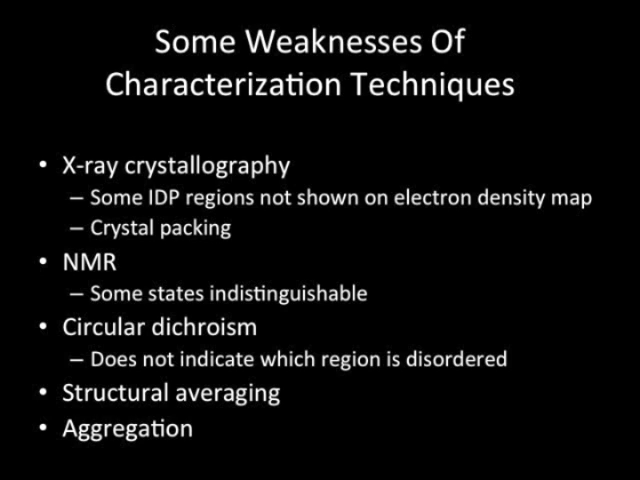 Some Weaknesses Of
Characterization Techniques
• X-ray crystallography
– Some IDP regions not shown on electron density map
– Crystal packing
• NMR
– Some states indistinguishable
• Circular dichroism
– Does not indicate which region is disordered
• Structural averaging
• Aggregation